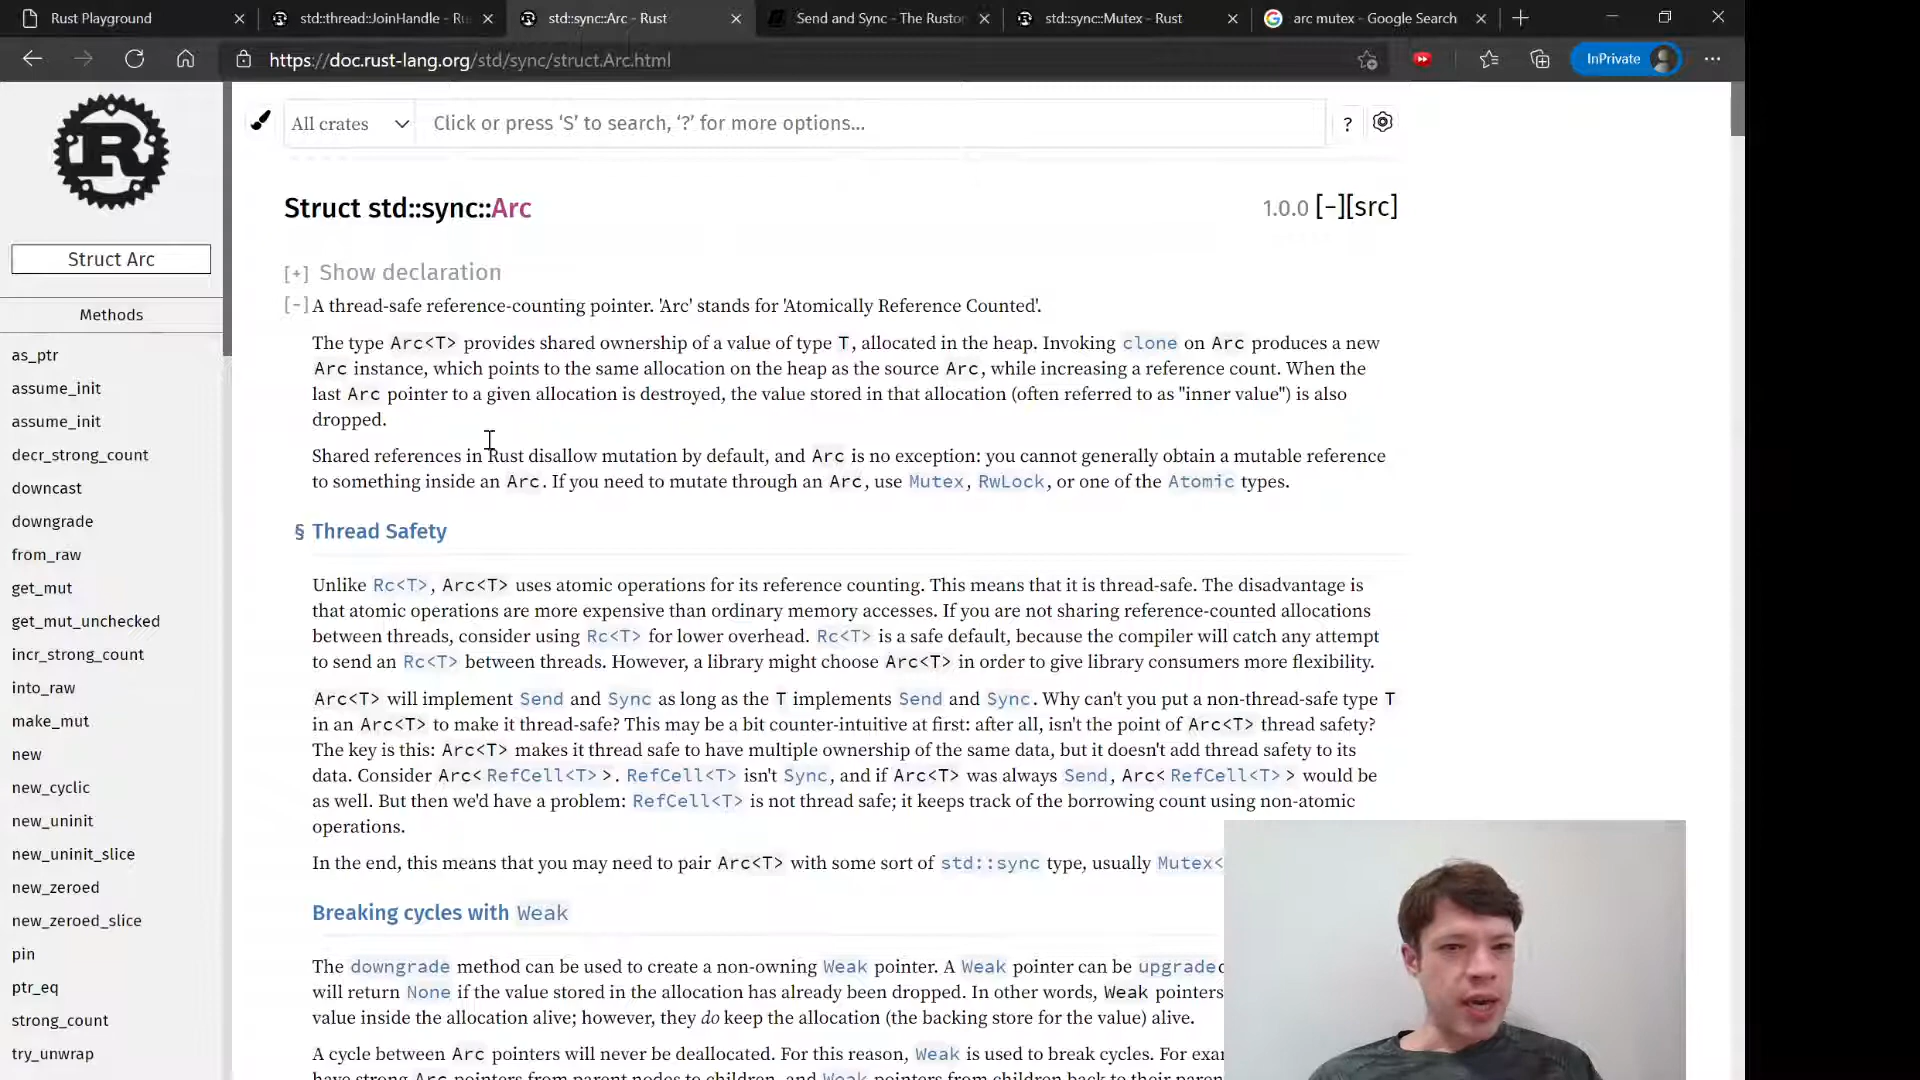 Rust Playground
std::thread::JoinHandle - Ru
std::sync::Arc - Rust
Send and Sync - The Rustor
std::sync::Mutex - Rust
arc mutex - Google Search
https://doc.rust-lang.org/std/sync/struct.Arc.html
InPrivate
R
Struct Arc
Methods
as_ptr
assume_init
assume_init
decr_strong_count
downcast
downgrade
from_raw
get_mut
get_mut_unchecked
incr_strong_count
into_raw
make_mut
new
new_cyclic
new_uninit
new_uninit_slice
new_zeroed
new_zeroed_slice
pin
ptr_eq
strong_count
try_unwrap
All crates
Click or press ‘S’ to search, ‘?’ for more options…
?
Struct std::sync::Arc
1.0.0 [-][src]
[+] Show declaration
[-] A thread-safe reference-counting pointer. 'Arc' stands for 'Atomically Reference Counted'.
The type Arc<T> provides shared ownership of a value of type T, allocated in the heap. Invoking clone on Arc produces a new
Arc instance, which points to the same allocation on the heap as the source Arc, while increasing a reference count. When the
last Arc pointer to a given allocation is destroyed, the value stored in that allocation (often referred to as "inner value") is also
dropped.
Shared references in Rust disallow mutation by default, and Arc is no exception: you cannot generally obtain a mutable reference
to something inside an Arc. If you need to mutate through an Arc, use Mutex, RwLock, or one of the Atomic types.
§ Thread Safety
Unlike Rc<T>, Arc<T> uses atomic operations for its reference counting. This means that it is thread-safe. The disadvantage is
that atomic operations are more expensive than ordinary memory accesses. If you are not sharing reference-counted allocations
between threads, consider using Rc<T> for lower overhead. Rc<T> is a safe default, because the compiler will catch any attempt
to send an Rc<T> between threads. However, a library might choose Arc<T> in order to give library consumers more flexibility.
Arc<T> will implement Send and Sync as long as the T implements Send and Sync. Why can't you put a non-thread-safe type T
in an Arc<T> to make it thread-safe? This may be a bit counter-intuitive at first: after all, isn't the point of Arc<T> thread safety?
The key is this: Arc<T> makes it thread safe to have multiple ownership of the same data, but it doesn't add thread safety to its
data. Consider Arc<RefCell<T>>. RefCell<T> isn't Sync, and if Arc<T> was always Send, Arc<RefCell<T>> would be
as well. But then we'd have a problem: RefCell<T> is not thread safe; it keeps track of the borrowing count using non-atomic
operations.
In the end, this means that you may need to pair Arc<T> with some sort of std::sync type, usually Mutex<
Breaking cycles with Weak
The downgrade method can be used to create a non-owning Weak pointer. A Weak pointer can be upgraded
will return None if the value stored in the allocation has already been dropped. In other words, Weak pointers
value inside the allocation alive; however, they do keep the allocation (the backing store for the value) alive.
A cycle between Arc pointers will never be deallocated. For this reason, Weak is used to break cycles. For exam
have strong Arc pointers from parent nodes to children, and Weak pointers from children back to their paren